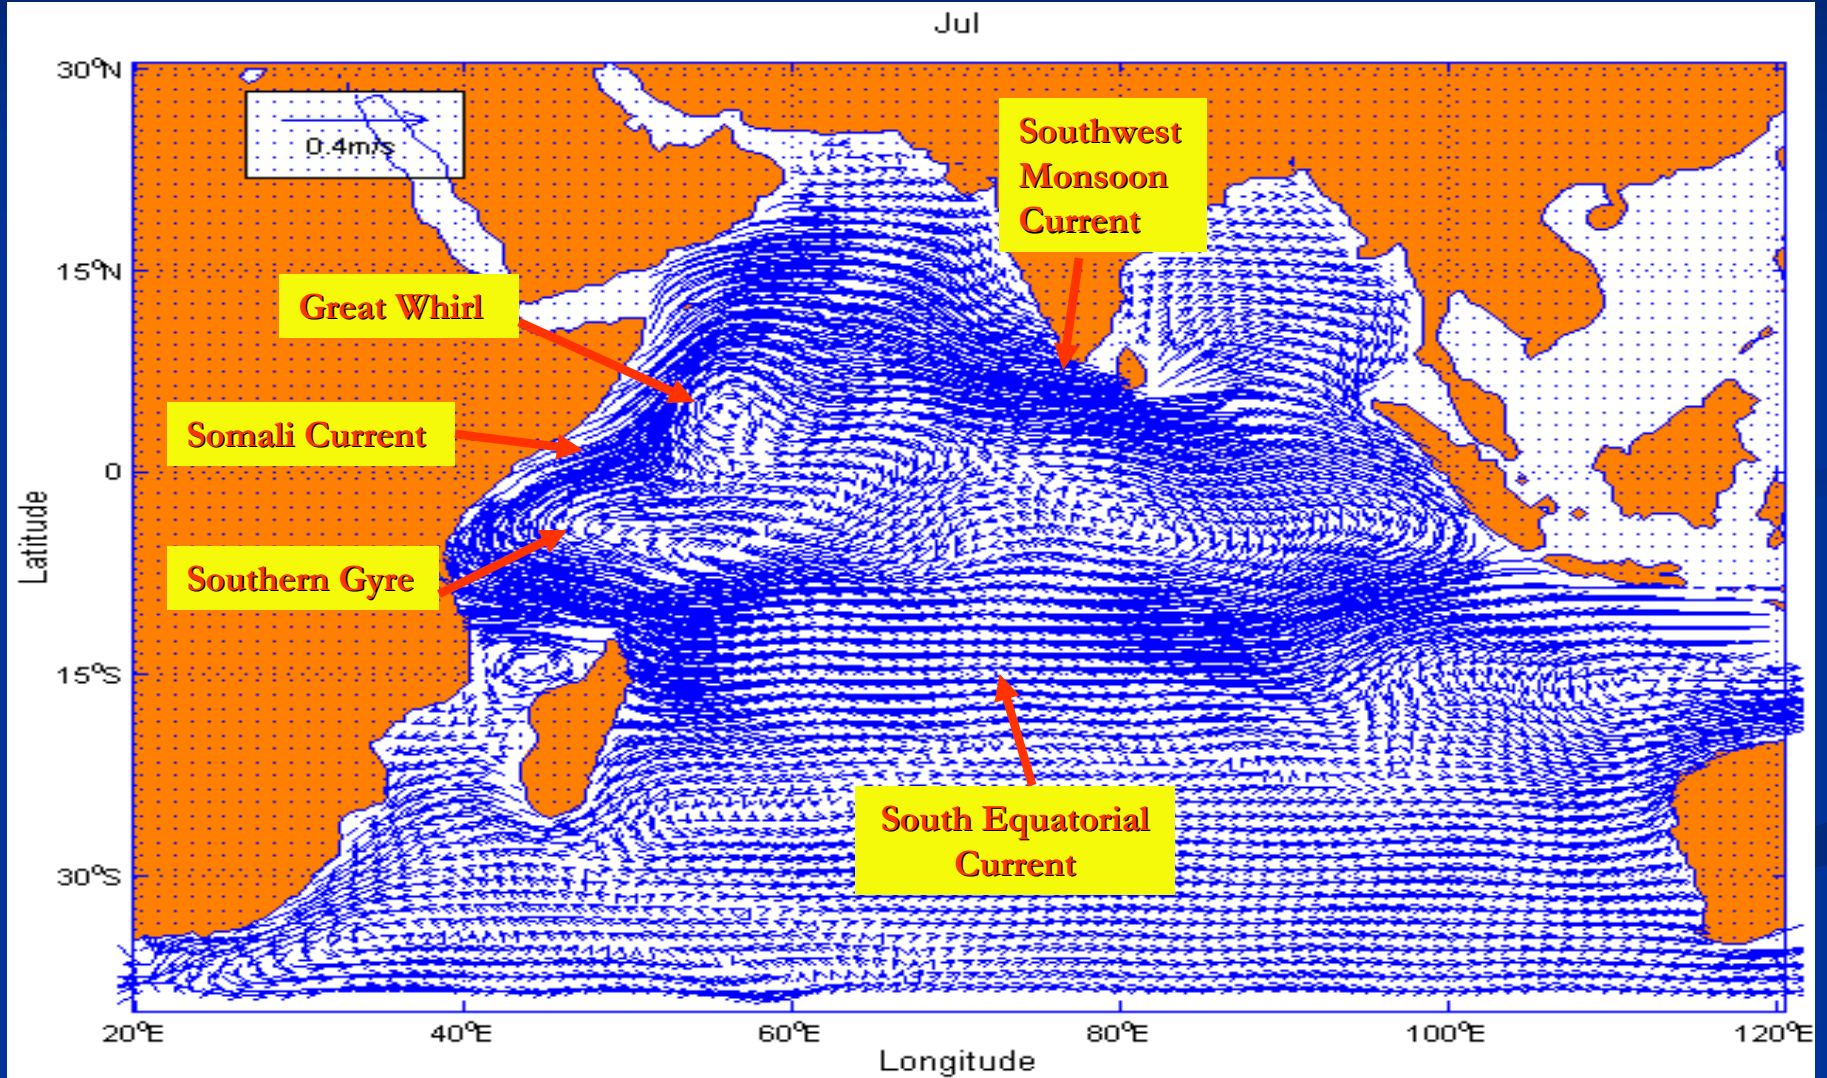 Jul
30°N
0.4m/s
Southwest
Monsoon
Current
15°N
Great Whirl
Somali Current
0
Latitude
Southern Gyre
15°S
South Equatorial
Current
30°S
20°E 40°E 60°E 80°E 100°E 120°E
Longitude